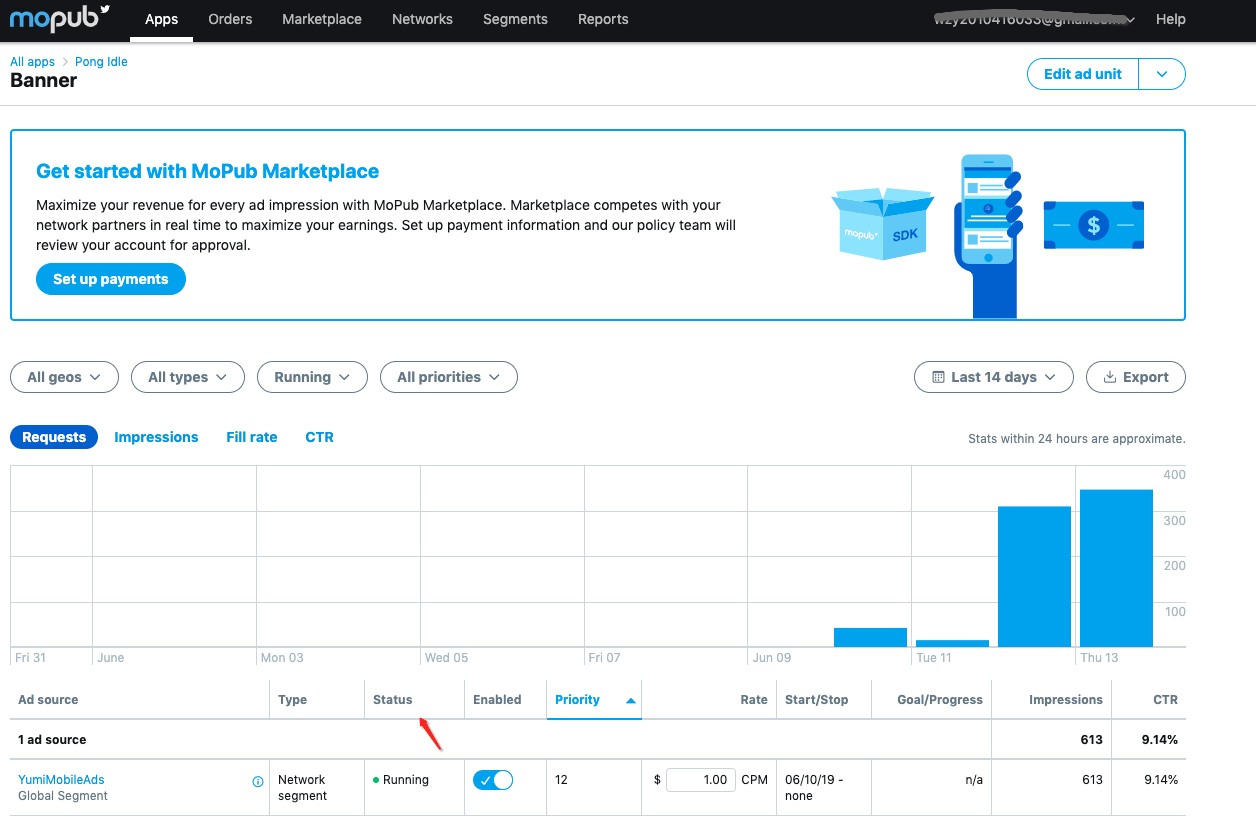 mopub
Apps Orders Marketplace Networks Segments Reports Help
All apps > Pong Idle
Banner
Edit ad unit
Get started with MoPub Marketplace
Maximize your revenue for every ad impression with MoPub Marketplace. Marketplace competes with your
network partners in real time to maximize your earnings. Set up payment information and our policy team will
review your account for approval.
Set up payments
mopub SDK $
All geos All types Running All priorities Last 14 days Export
Requests Impressions Fill rate CTR
Stats within 24 hours are approximate.
400
300
200
100
Fri 31 June Mon 03 Wed 05 Fri 07 Jun 09 Tue 11 Thu 13
Ad source Type Status Enabled Priority Rate Start/Stop Goal/Progress Impressions CTR
1 ad source 613 9.14%
YumiMobileAds Network Running 12 $ 1.00 CPM 06/10/19 - n/a 613 9.14%
Global Segment segment none